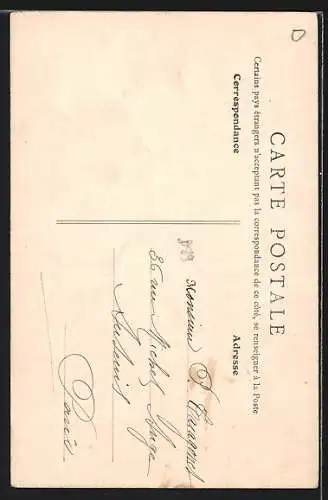 CARTE POSTALE
Certains pays étrangers n'acceptant pas la correspondance de ce côté, se renseigner à la Poste
Correspondance
Adresse
Monsieur P.
36 rue Michel Ange
Auteuil
Paris
D